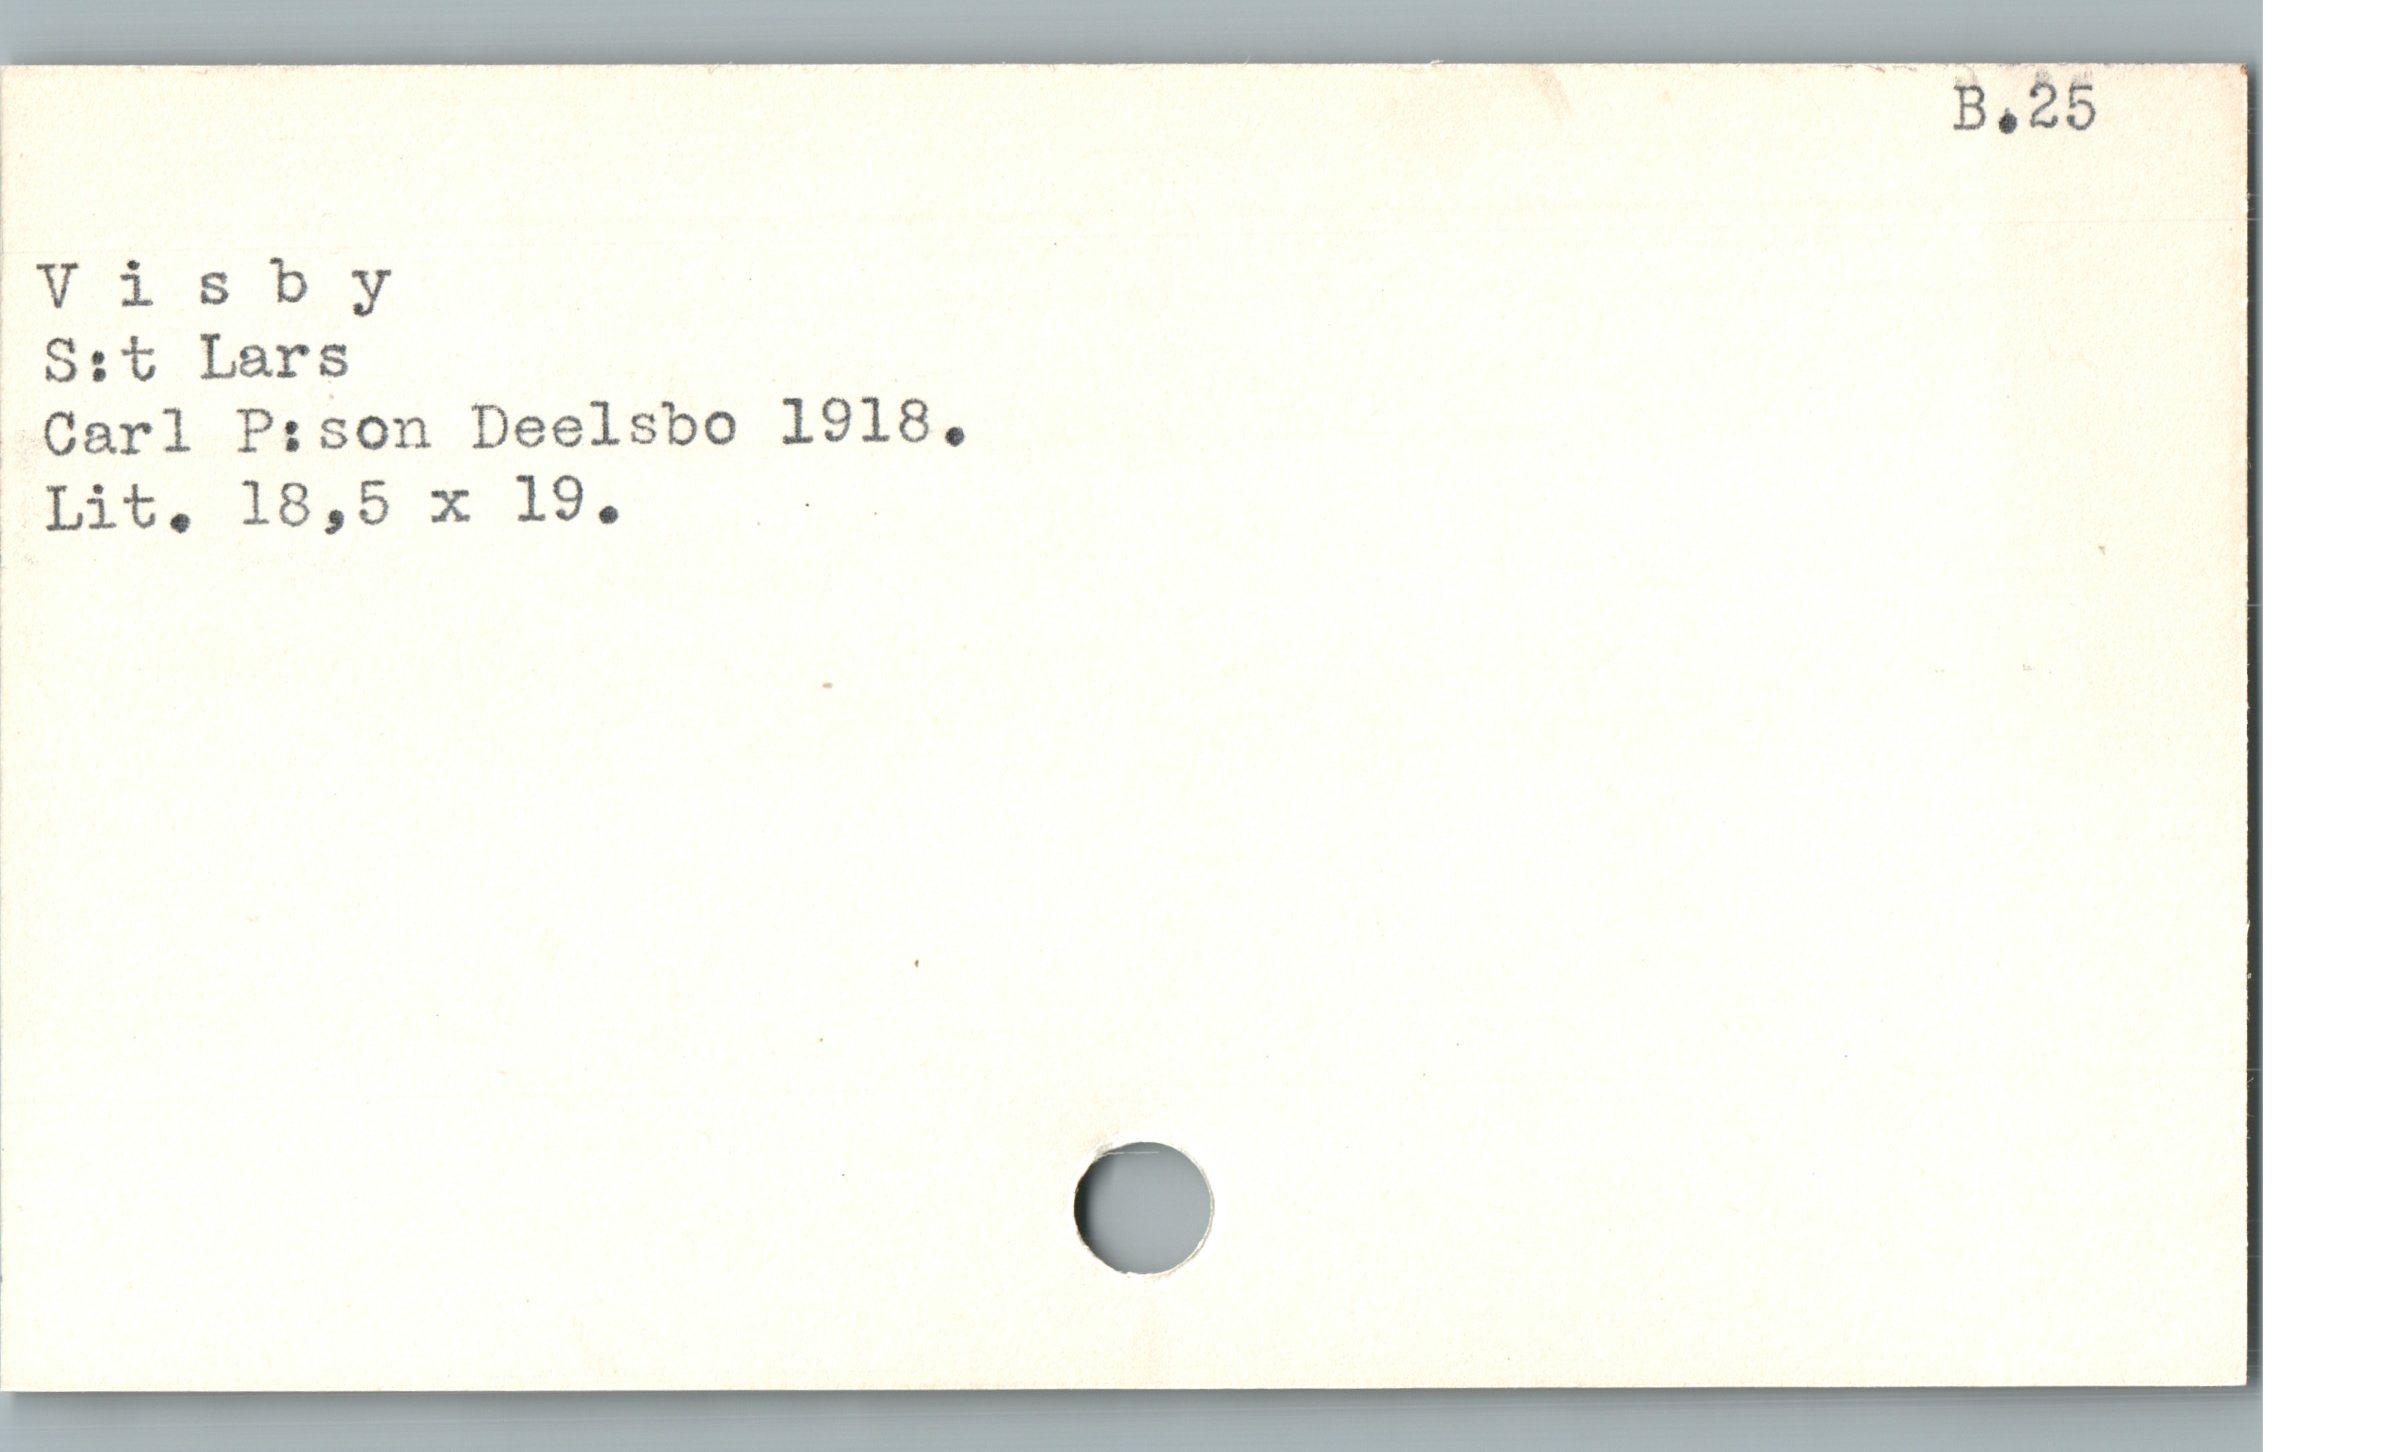 B.25
V i s b y
S:t Lars
Carl P:son Deelsbo 1918.
Lit. 18,5 x 19.